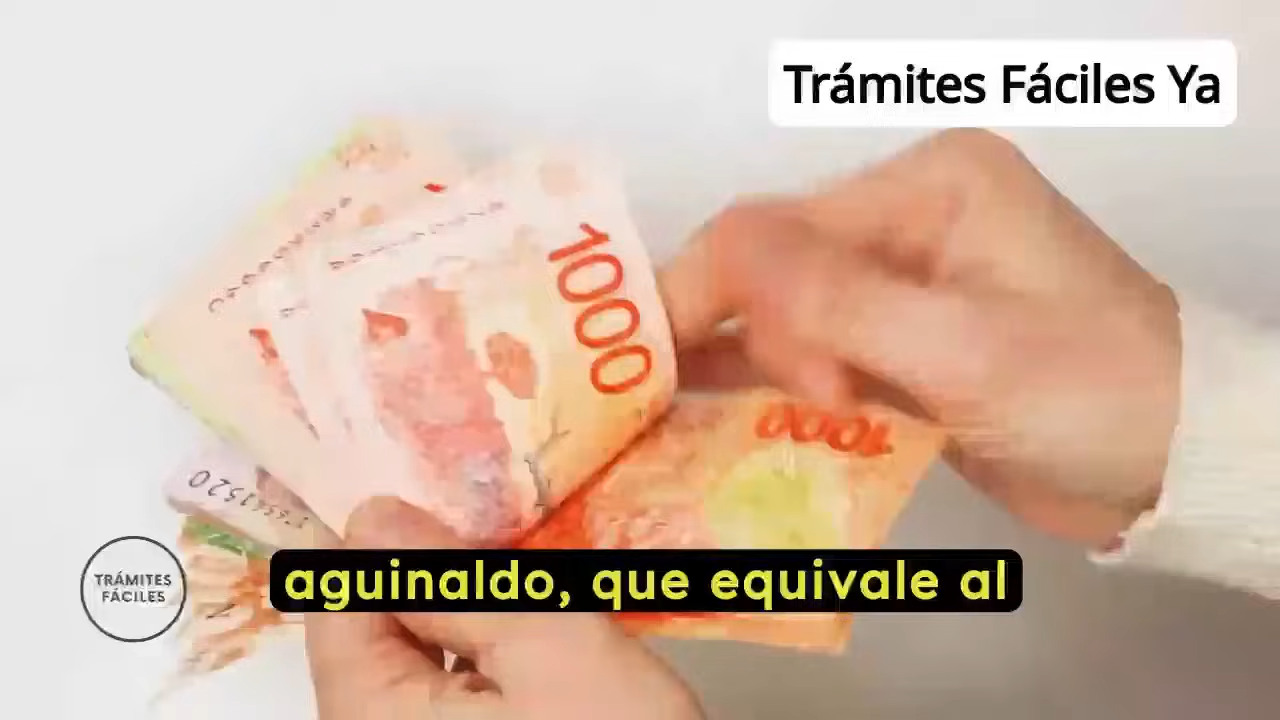 Trámites Fáciles Ya
1000
1000
TRÁMITES
FÁCILES
aguinaldo, que equivale al